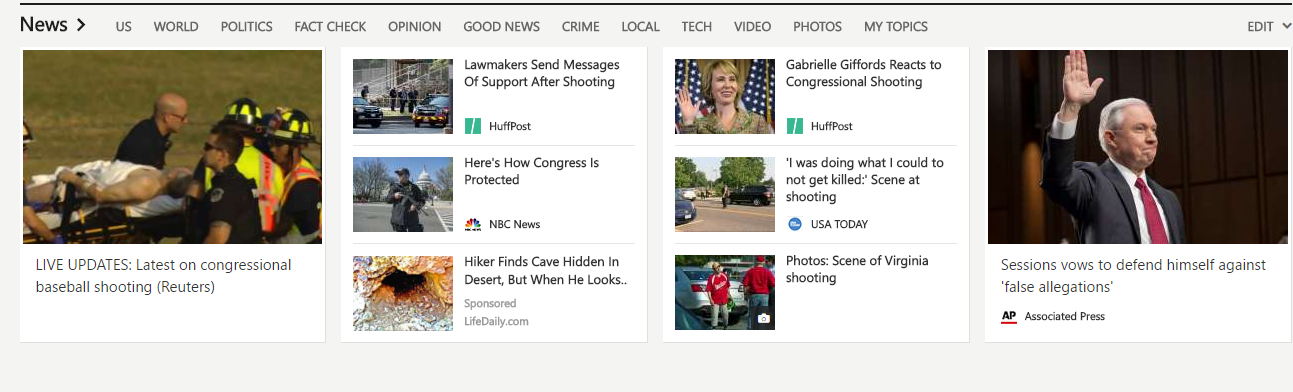 News
US WORLD POLITICS FACT CHECK OPINION GOOD NEWS CRIME LOCAL TECH VIDEO PHOTOS MY TOPICS EDIT
LIVE UPDATES: Latest on congressional
baseball shooting (Reuters)
Lawmakers Send Messages
Of Support After Shooting
HuffPost
Here's How Congress Is
Protected
NBC News
Hiker Finds Cave Hidden In
Desert, But When He Looks..
Sponsored
LifeDaily.com
Gabrielle Giffords Reacts to
Congressional Shooting
HuffPost
'I was doing what I could to
not get killed:' Scene at
shooting
USA TODAY
Photos: Scene of Virginia
shooting
Sessions vows to defend himself against
'false allegations'
AP Associated Press